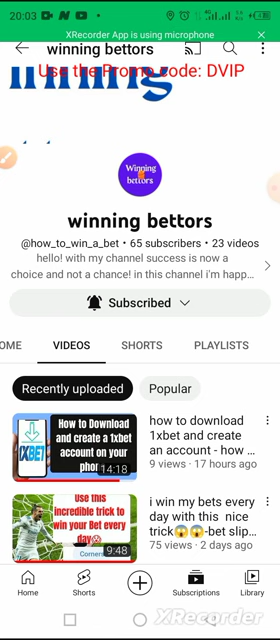 20:03
XRecorder App is using microphone
winning bettors
Use the Promo code: DVIP
Winning
bettors
winning bettors
@how_to_win_a_bet • 65 subscribers • 23 videos
hello! with my channel success is now a
choice and not a chance! in this channel i'm happ...
Subscribed
OME VIDEOS SHORTS PLAYLISTS
Recently uploaded Popular
How to Download
and create a 1xbet
account on your
phon
1XBET
14:18
how to download
1xbet and create
an account - how ...
9 views · 17 hours ago
Use this
incredible trick to
win your Bet every
day😱
Corners
9:48
i win my bets every
day with this nice
trick😱😱-bet slip...
75 views · 2 days ago
Home Shorts Subscriptions Library
XRecorder